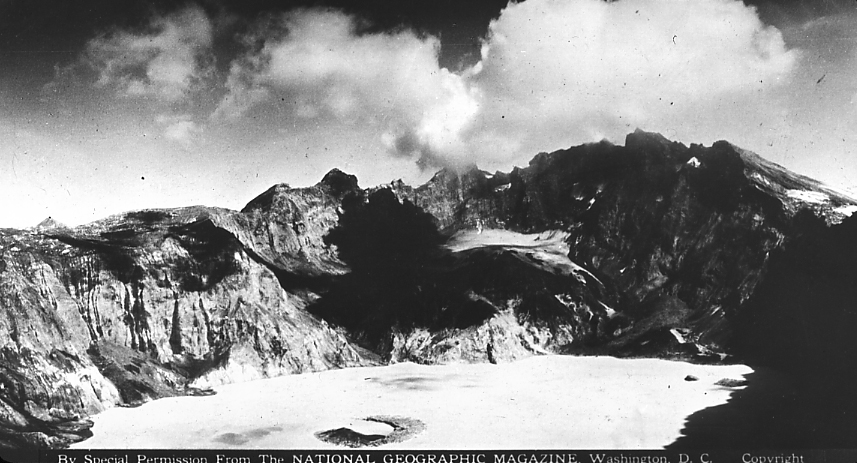 By Special Permission From The NATIONAL GEOGRAPHIC MAGAZINE, Washington, D. C. Copyright